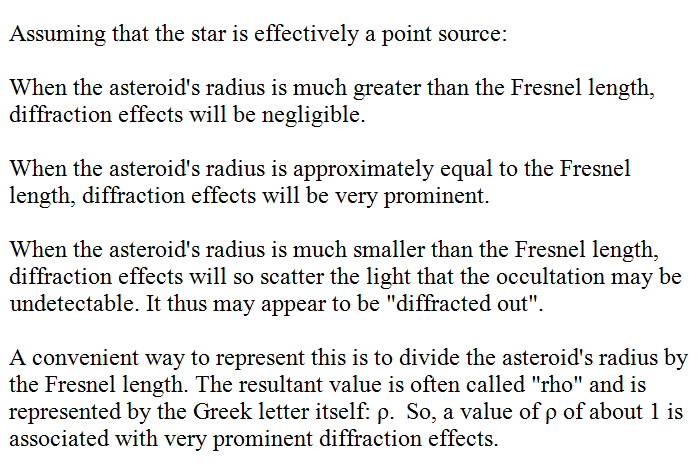 Assuming that the star is effectively a point source:
When the asteroid's radius is much greater than the Fresnel length,
diffraction effects will be negligible.
When the asteroid's radius is approximately equal to the Fresnel
length, diffraction effects will be very prominent.
When the asteroid's radius is much smaller than the Fresnel length,
diffraction effects will so scatter the light that the occultation may be
undetectable. It thus may appear to be "diffracted out".
A convenient way to represent this is to divide the asteroid's radius by
the Fresnel length. The resultant value is often called "rho" and is
represented by the Greek letter itself: ρ.  So, a value of ρ of about 1 is
associated with very prominent diffraction effects.